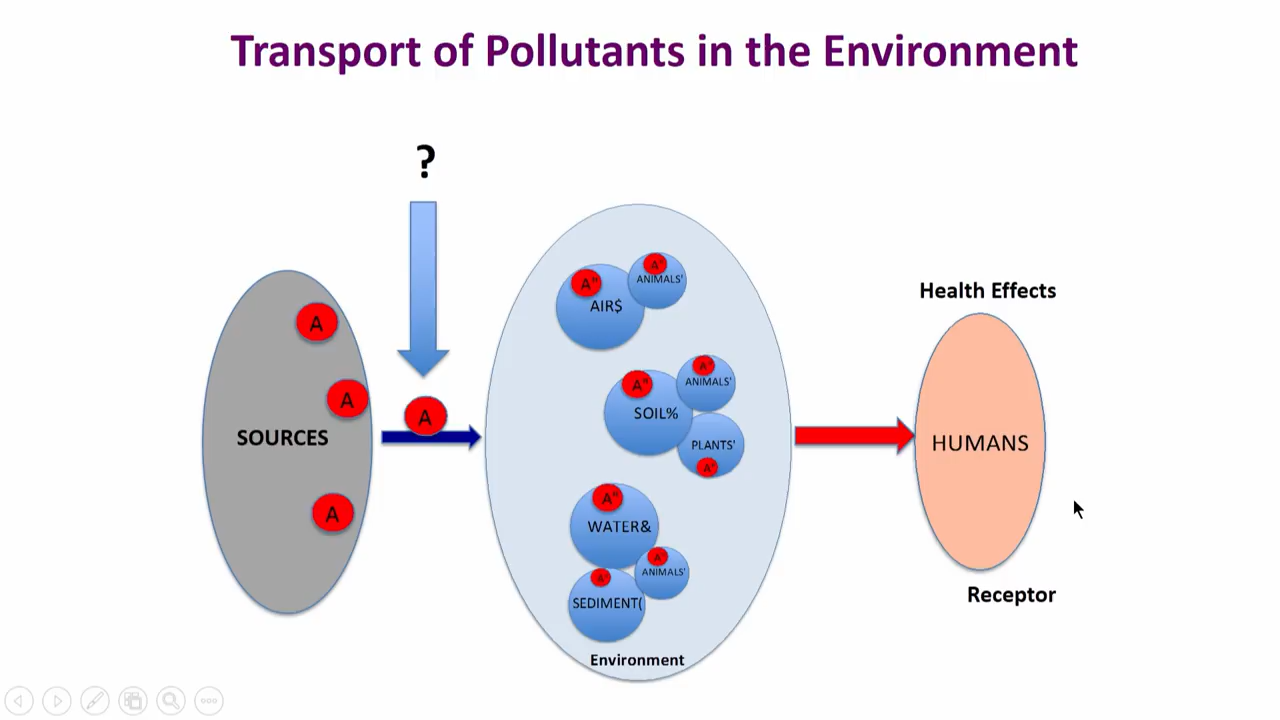 Transport of Pollutants in the Environment
?
A"
ANIMALS'
AIR$
Health Effects
A
A"
A"
ANIMALS'
A
A
SOIL%
SOURCES
PLANTS'
HUMANS
A"
A"
A
WATER&
A"
ANIMALS'
A"
SEDIMENT(
Receptor
Environment